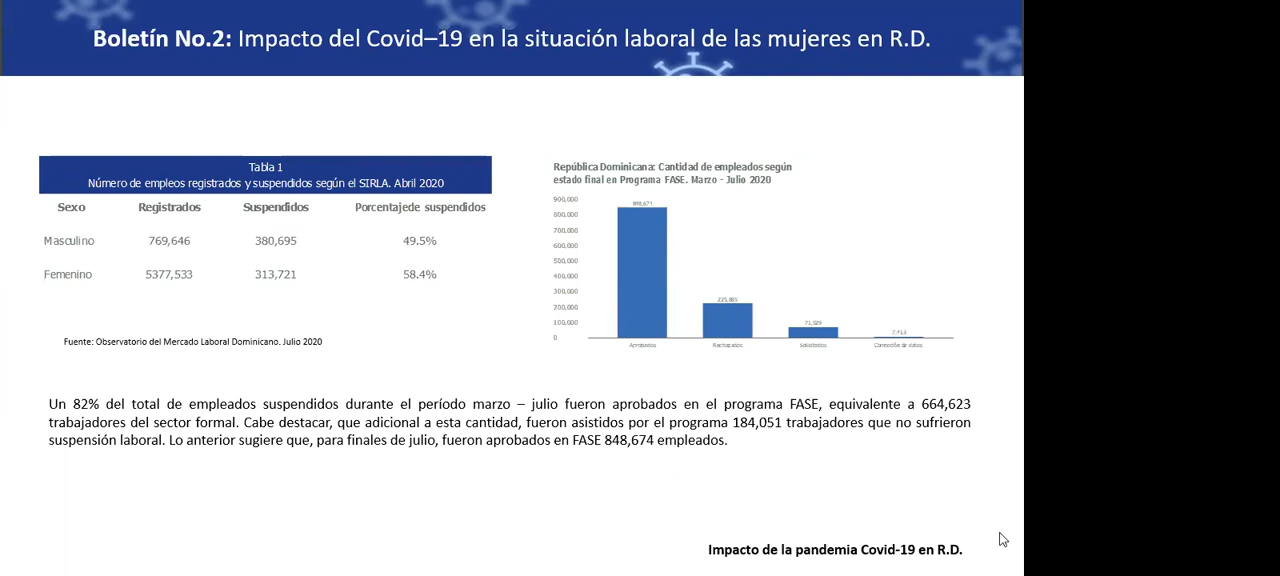 Boletín No.2: Impacto del Covid–19 en la situación laboral de las mujeres en R.D.
Tabla 1
Número de empleos registrados y suspendidos según el SIRLA. Abril 2020
Sexo Registrados Suspendidos Porcentajede suspendidos
Masculino 769,646 380,695 49.5%
Femenino 5377,533 313,721 58.4%
Fuente: Observatorio del Mercado Laboral Dominicano. Julio 2020
República Dominicana: Cantidad de empleados según
estado final en Programa FASE. Marzo - Julio 2020
900,000
800,000
700,000
600,000
500,000
400,000
300,000
200,000
100,000
0
Aprobados Rechazados Solicitados Corrección de datos
Un 82% del total de empleados suspendidos durante el período marzo – julio fueron aprobados en el programa FASE, equivalente a 664,623
trabajadores del sector formal. Cabe destacar, que adicional a esta cantidad, fueron asistidos por el programa 184,051 trabajadores que no sufrieron
suspensión laboral. Lo anterior sugiere que, para finales de julio, fueron aprobados en FASE 848,674 empleados.
Impacto de la pandemia Covid-19 en R.D.